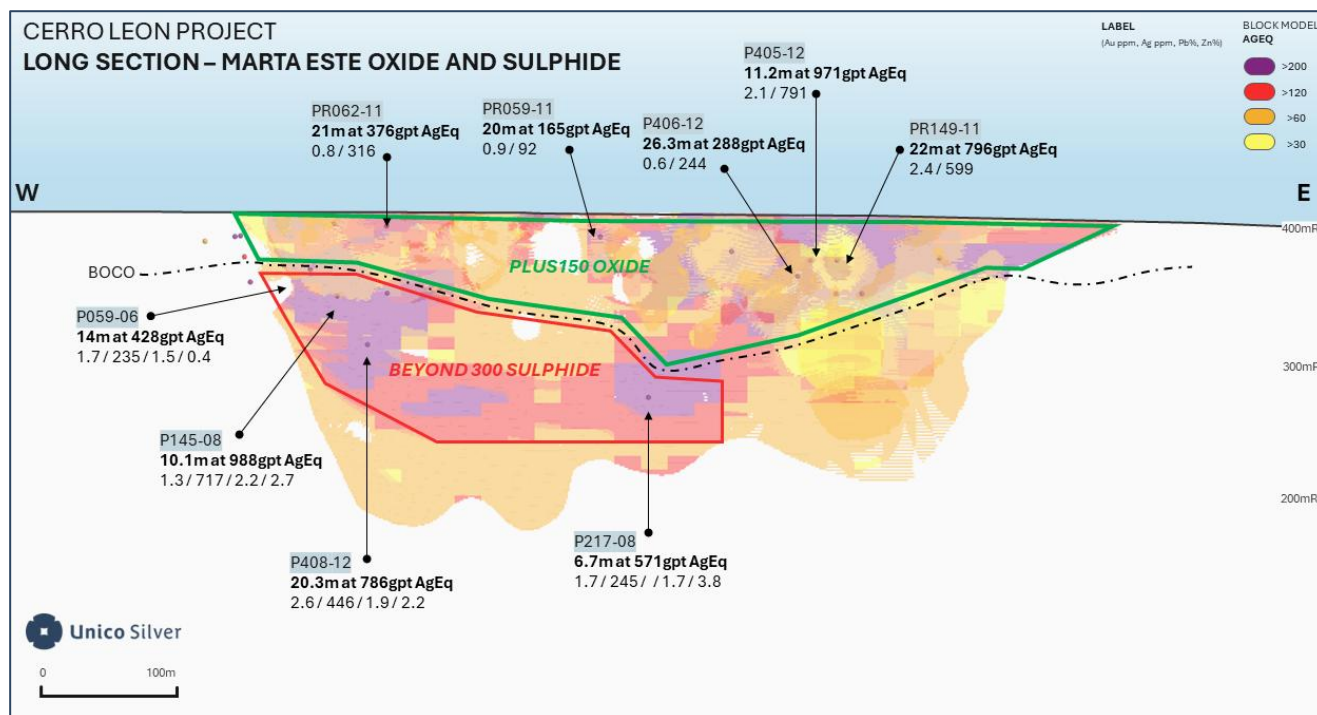 CERRO LEON PROJECT
LONG SECTION – MARTA ESTE OXIDE AND SULPHIDE
LABEL
(Au ppm, Ag ppm, Pb%, Zn%)
BLOCK MODEL
AGEQ
>200
>120
>60
>30
P405-12
11.2m at 971gpt AgEq
2.1 / 791
PR062-11
21m at 376gpt AgEq
0.8 / 316
PR059-11
20m at 165gpt AgEq
0.9 / 92
P406-12
26.3m at 288gpt AgEq
0.6 / 244
PR149-11
22m at 796gpt AgEq
2.4 / 599
W
E
400mR
BOCO
PLUS150 OXIDE
P059-06
14m at 428gpt AgEq
1.7 / 235 / 1.5 / 0.4
BEYOND 300 SULPHIDE
300mR
P145-08
10.1m at 988gpt AgEq
1.3 / 717 / 2.2 / 2.7
200mR
P408-12
20.3m at 786gpt AgEq
2.6 / 446 / 1.9 / 2.2
P217-08
6.7m at 571gpt AgEq
1.7 / 245 / / 1.7 / 3.8
Unico Silver
0 100m